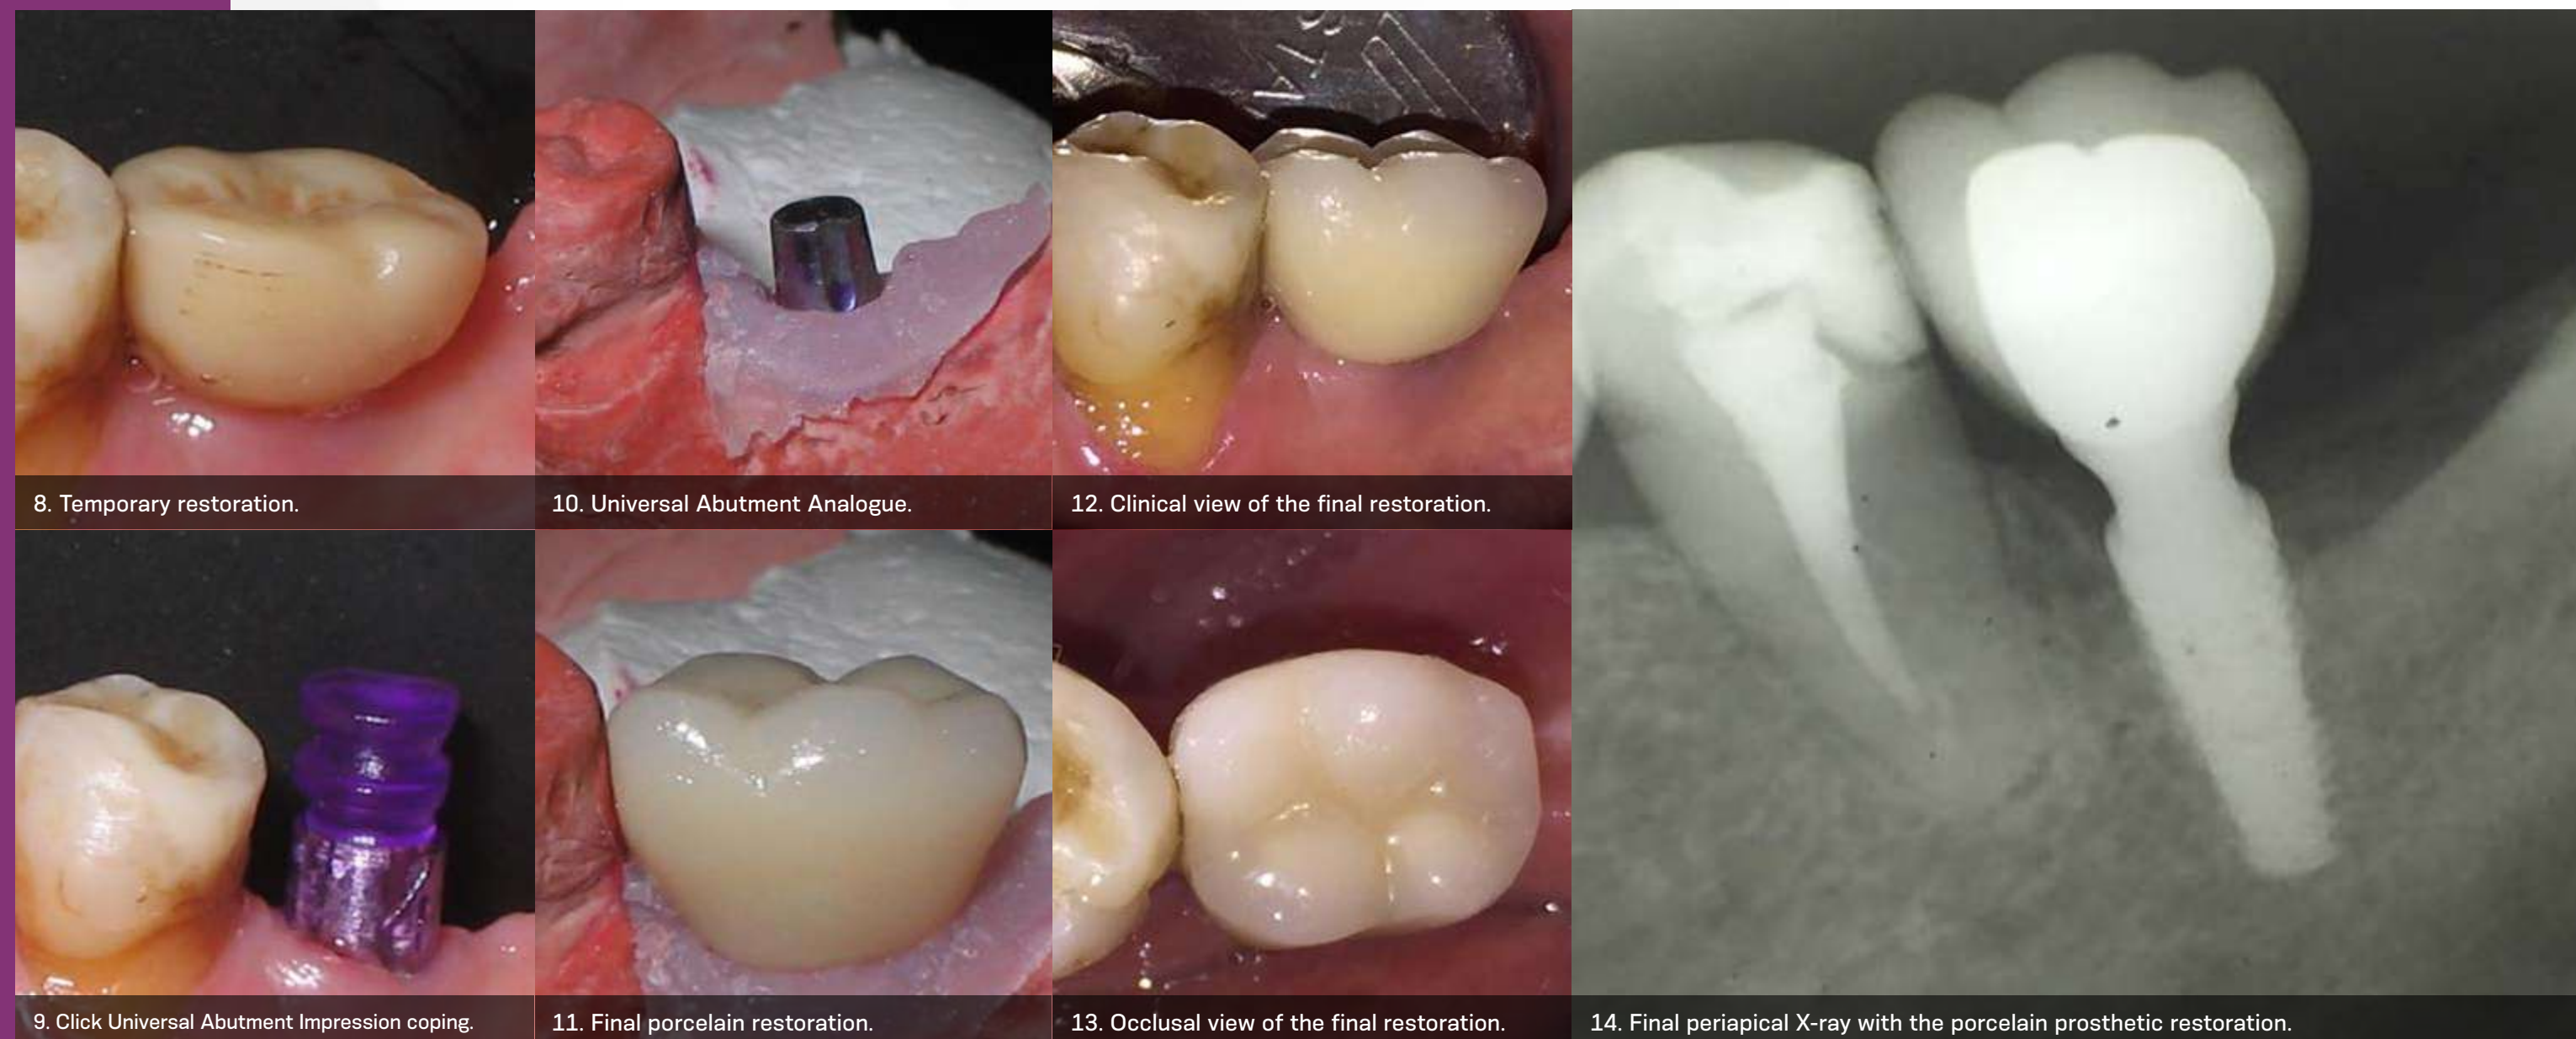 8. Temporary restoration.
9. Click Universal Abutment Impression coping.
10. Universal Abutment Analogue.
11. Final porcelain restoration.
12. Clinical view of the final restoration.
13. Occlusal view of the final restoration.
14. Final periapical X-ray with the porcelain prosthetic restoration.